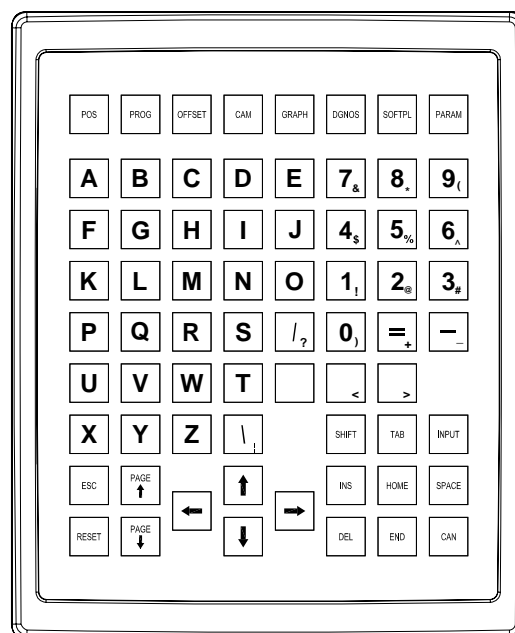 POS PROG OFFSET CAM GRAPH DGNOS SOFTPL PARAM
A B C D E 7& 8* 9(
F G H I J 4$ 5% 6^
K L M N O 1! 2@ 3#
P Q R S /? 0) =+ -_
U V W T < >
X Y Z \¦ SHIFT TAB INPUT
ESC PAGE ↑ ↑ INS HOME SPACE
← →
RESET PAGE ↓ ↓ DEL END CAN